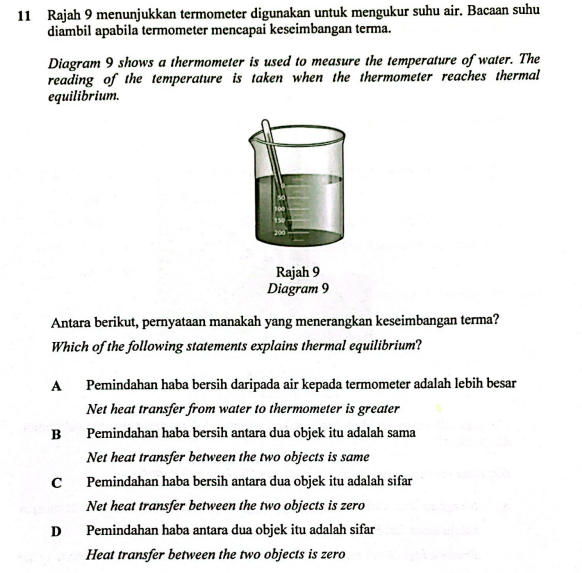 11 Rajah 9 menunjukkan termometer digunakan untuk mengukur suhu air. Bacaan suhu
diambil apabila termometer mencapai keseimbangan terma.
Diagram 9 shows a thermometer is used to measure the temperature of water. The
reading of the temperature is taken when the thermometer reaches thermal
equilibrium.
50
100
150
200
Rajah 9
Diagram 9
Antara berikut, pernyataan manakah yang menerangkan keseimbangan terma?
Which of the following statements explains thermal equilibrium?
A Pemindahan haba bersih daripada air kepada termometer adalah lebih besar
Net heat transfer from water to thermometer is greater
B Pemindahan haba bersih antara dua objek itu adalah sama
Net heat transfer between the two objects is same
C Pemindahan haba bersih antara dua objek itu adalah sifar
Net heat transfer between the two objects is zero
D Pemindahan haba antara dua objek itu adalah sifar
Heat transfer between the two objects is zero